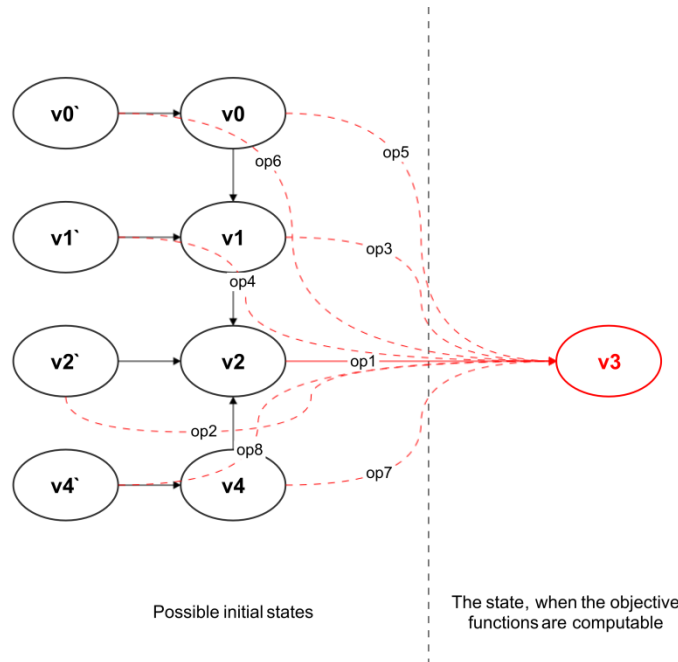 v0`
v0
op5
op6
v1`
v1
op3
op4
v2`
v2
op1
v3
op2
op8
v4`
v4
op7
Possible initial states
The state, when the objective
functions are computable